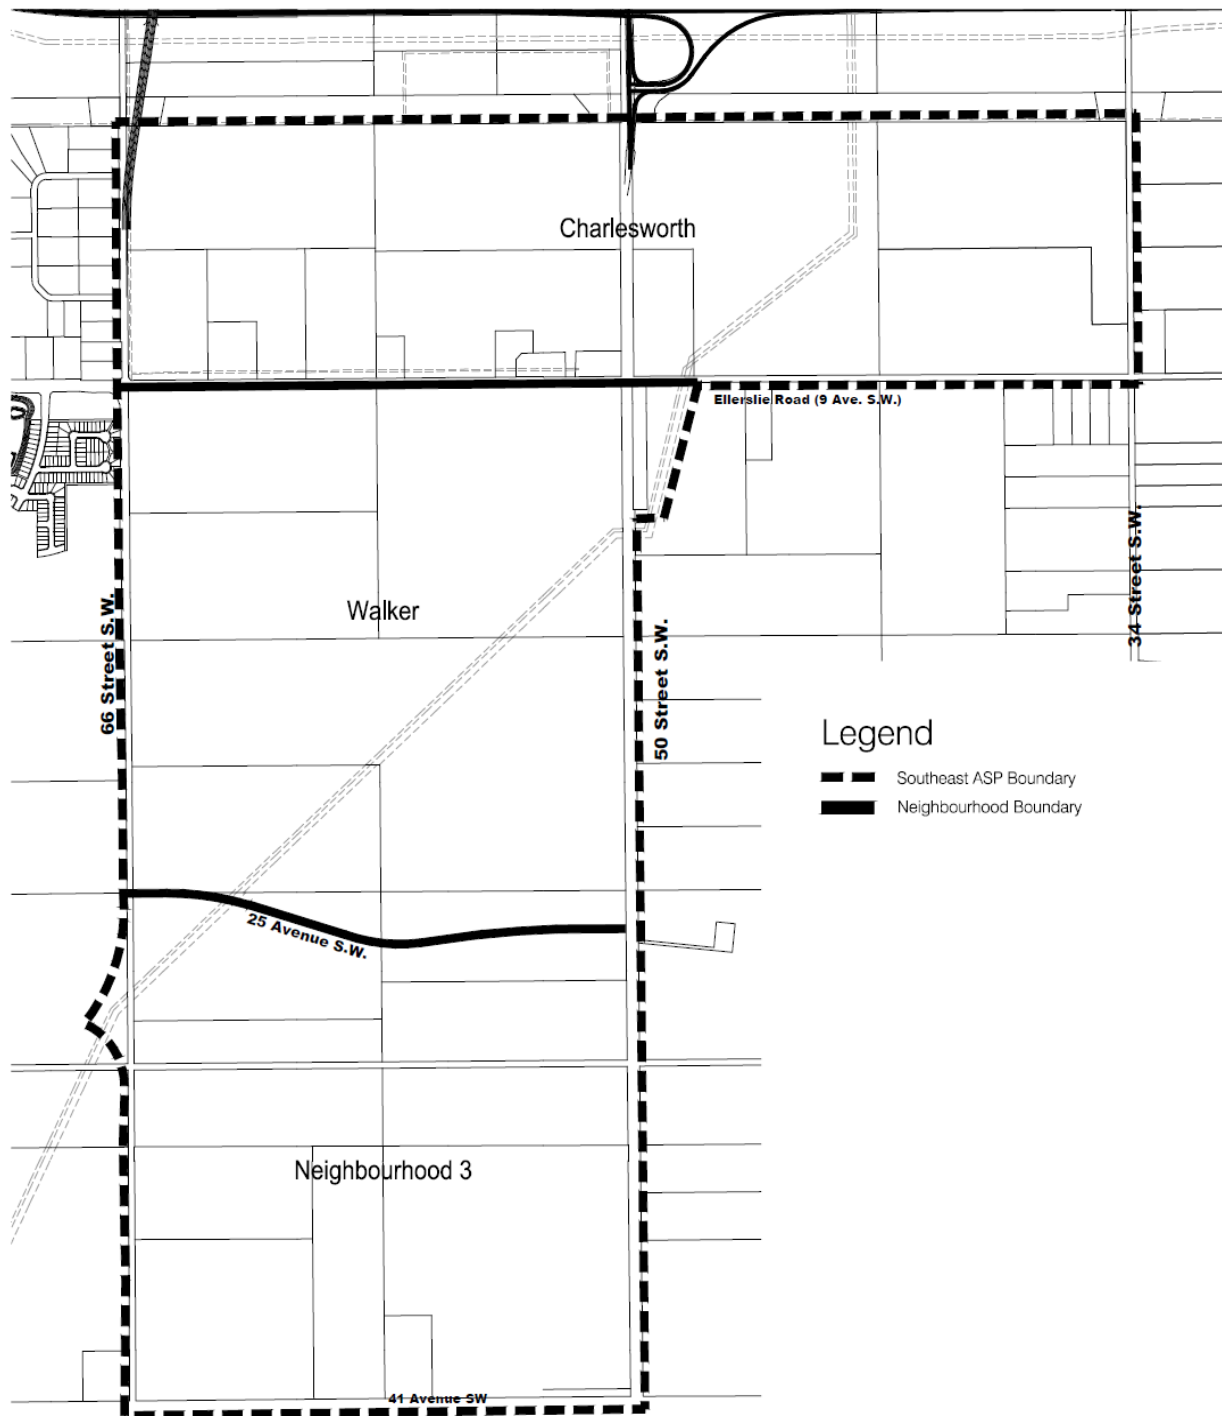 Charlesworth
Ellerslie Road (9 Ave. S.W.)
34 Street S.W.
Walker
66 Street S.W.
50 Street S.W.
Legend
Southeast ASP Boundary
Neighbourhood Boundary
25 Avenue S.W.
Neighbourhood 3
41 Avenue SW